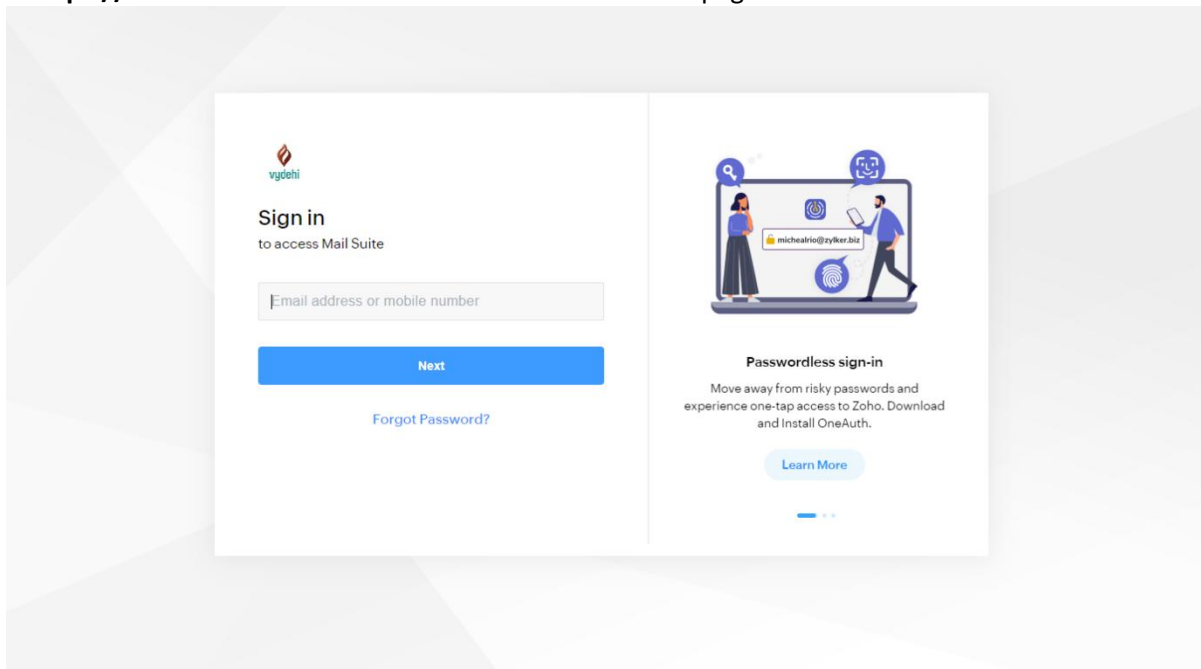 vydehi
Sign in
to access Mail Suite
Email address or mobile number
Next
Forgot Password?
michealrio@zylker.biz
Passwordless sign-in
Move away from risky passwords and
experience one-tap access to Zoho. Download
and Install OneAuth.
Learn More